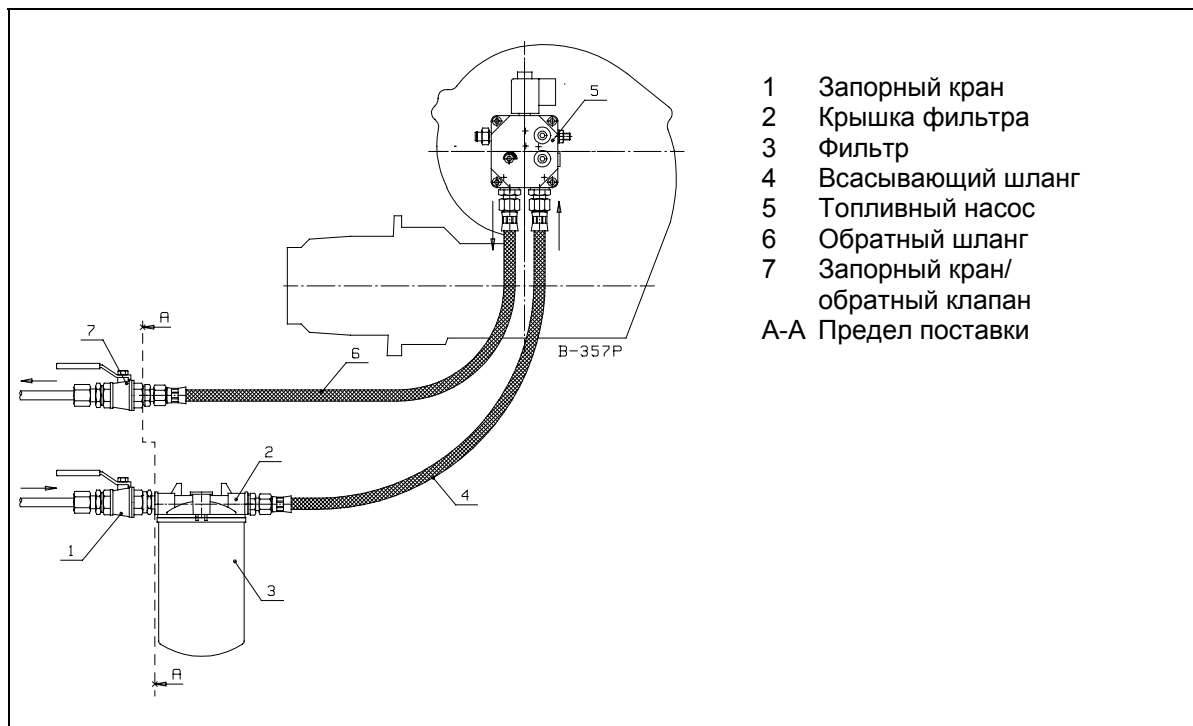 5
B-357P
7
A
6
2
4
1
3
A
1 Запорный кран
2 Крышка фильтра
3 Фильтр
4 Всасывающий шланг
5 Топливный насос
6 Обратный шланг
7 Запорный кран/
обратный клапан
A-A Предел поставки